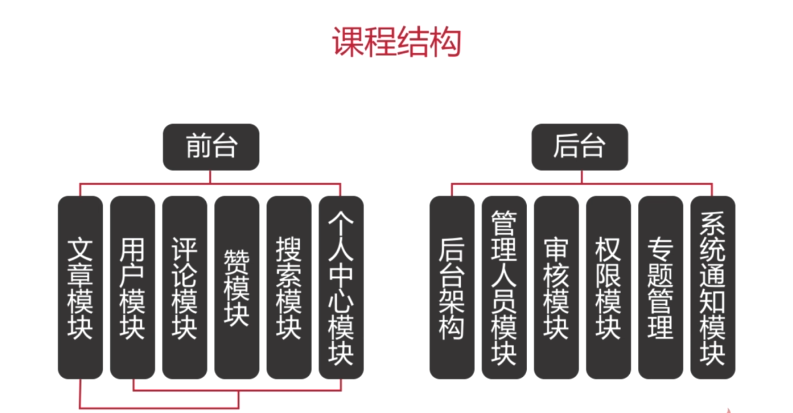 课程结构
前台
后台
文章模块
用户模块
评论模块
赞模块
搜索模块
个人中心模块
后台架构
管理人员模块
审核模块
权限模块
专题管理
系统通知模块